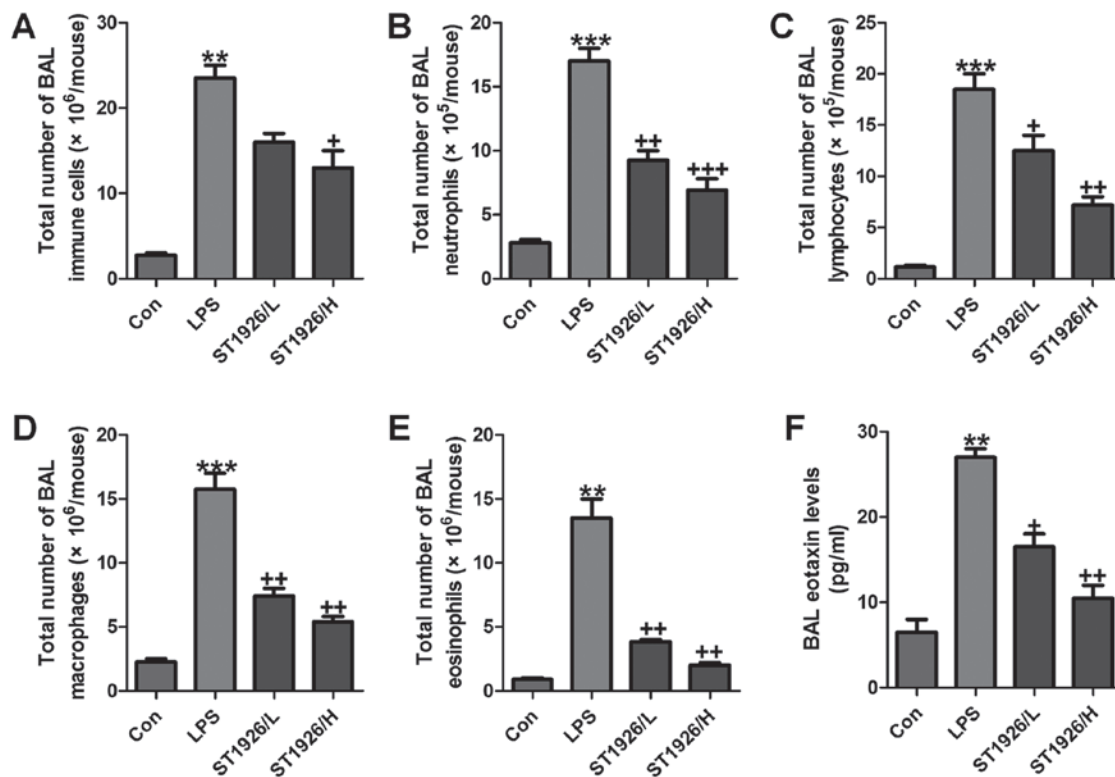 A
Total number of BAL
immune cells (× 10⁶/mouse)
30
20
10
0
**
+
Con
LPS
ST1926/L
ST1926/H
B
Total number of BAL
neutrophils (× 10⁵/mouse)
20
15
10
5
0
***
++
+++
Con
LPS
ST1926/L
ST1926/H
C
Total number of BAL
lymphocytes (× 10⁵/mouse)
25
20
15
10
5
0
***
+
++
Con
LPS
ST1926/L
ST1926/H
D
Total number of BAL
macrophages (× 10⁶/mouse)
20
15
10
5
0
***
++
++
Con
LPS
ST1926/L
ST1926/H
E
Total number of BAL
eosinophils (× 10⁶/mouse)
20
15
10
5
0
**
++
++
Con
LPS
ST1926/L
ST1926/H
F
BAL eotaxin levels
(pg/ml)
30
20
10
0
**
+
++
Con
LPS
ST1926/L
ST1926/H